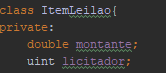 class ItemLeilao{
private:
    double montante;
    uint licitador;